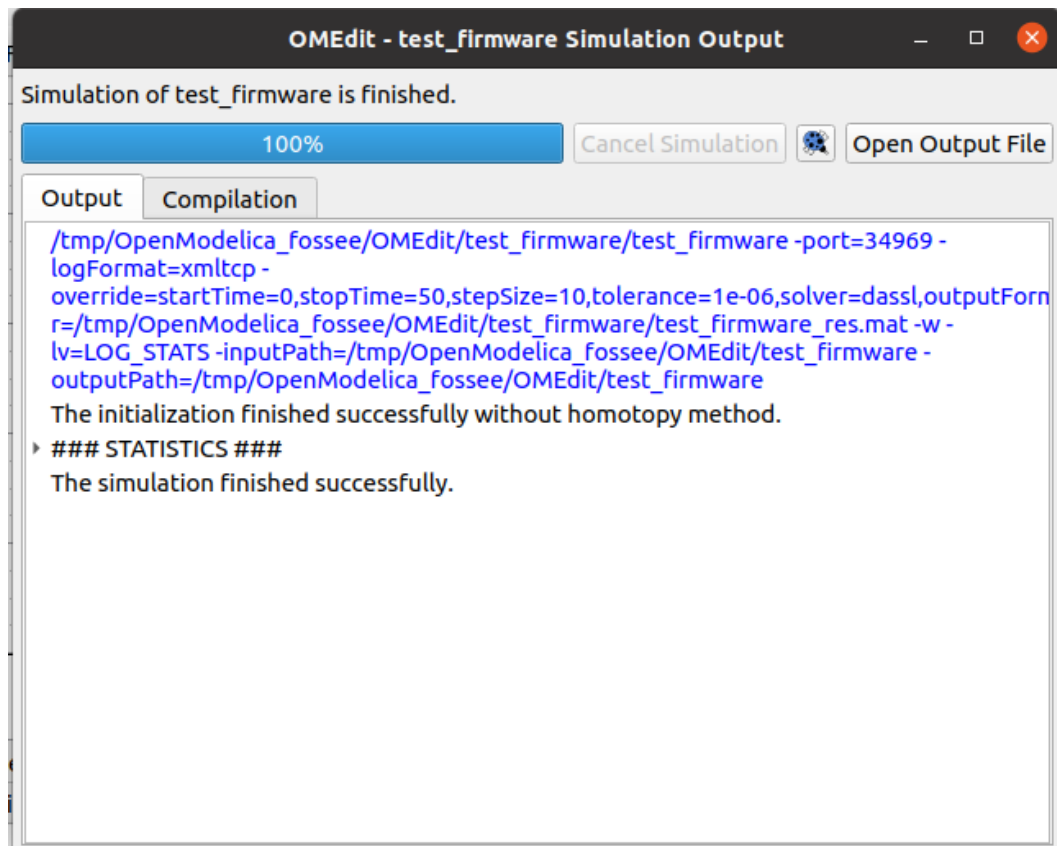 OMEdit - test_firmware Simulation Output
Simulation of test_firmware is finished.
100%
Cancel Simulation
Open Output File
Output
Compilation
/tmp/OpenModelica_fossee/OMEdit/test_firmware/test_firmware -port=34969 -
logFormat=xmltcp -
override=startTime=0,stopTime=50,stepSize=10,tolerance=1e-06,solver=dassl,outputForn
r=/tmp/OpenModelica_fossee/OMEdit/test_firmware/test_firmware_res.mat -w -
lv=LOG_STATS -inputPath=/tmp/OpenModelica_fossee/OMEdit/test_firmware -
outputPath=/tmp/OpenModelica_fossee/OMEdit/test_firmware
The initialization finished successfully without homotopy method.
### STATISTICS ###
The simulation finished successfully.